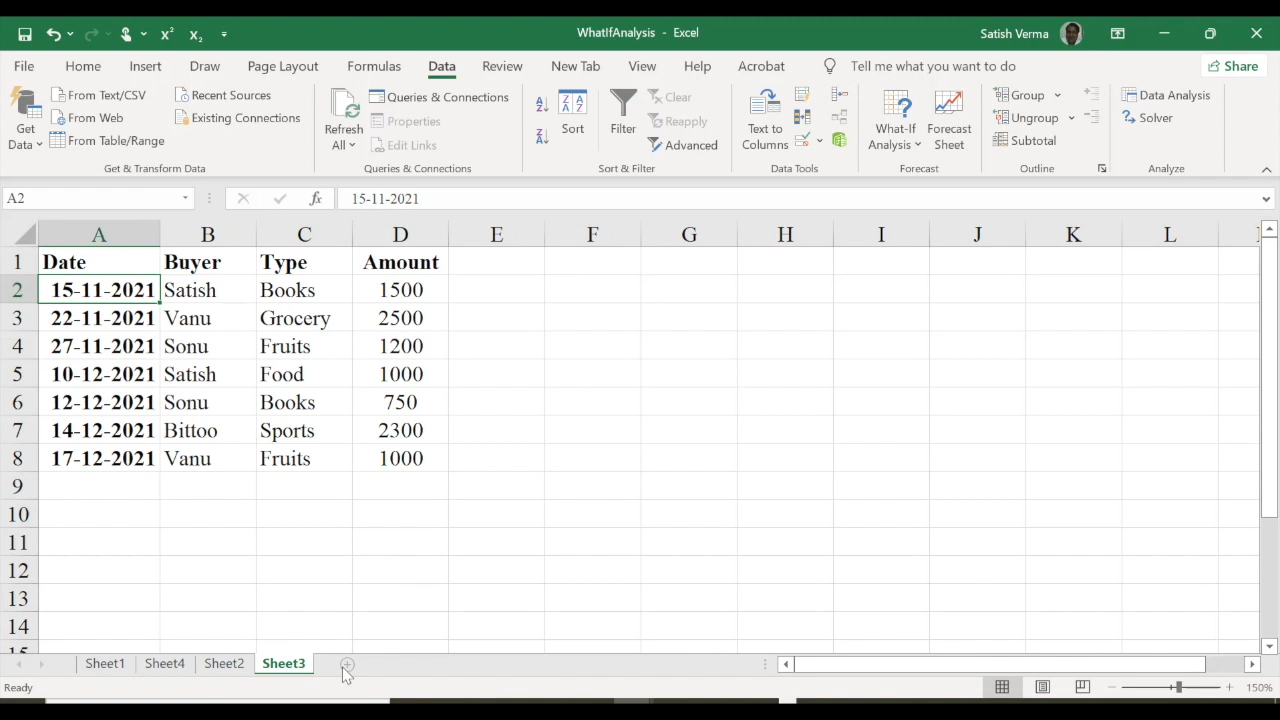 WhatIfAnalysis - Excel
Satish Verma
File Home Insert Draw Page Layout Formulas Data Review New Tab View Help Acrobat Tell me what you want to do Share
Get Data
From Text/CSV
From Web
From Table/Range
Recent Sources
Existing Connections
Get & Transform Data
Refresh All
Queries & Connections
Properties
Edit Links
Queries & Connections
Sort
Filter
Clear
Reapply
Advanced
Sort & Filter
Text to Columns
Data Tools
What-If Analysis
Forecast Sheet
Forecast
Group
Ungroup
Subtotal
Outline
Data Analysis
Solver
Analyze
A2 fx 15-11-2021
A B C D E F G H I J K L
1 Date Buyer Type Amount
2 15-11-2021 Satish Books 1500
3 22-11-2021 Vanu Grocery 2500
4 27-11-2021 Sonu Fruits 1200
5 10-12-2021 Satish Food 1000
6 12-12-2021 Sonu Books 750
7 14-12-2021 Bittoo Sports 2300
8 17-12-2021 Vanu Fruits 1000
9
10
11
12
13
14
15
Sheet1 Sheet4 Sheet2 Sheet3
Ready 150%